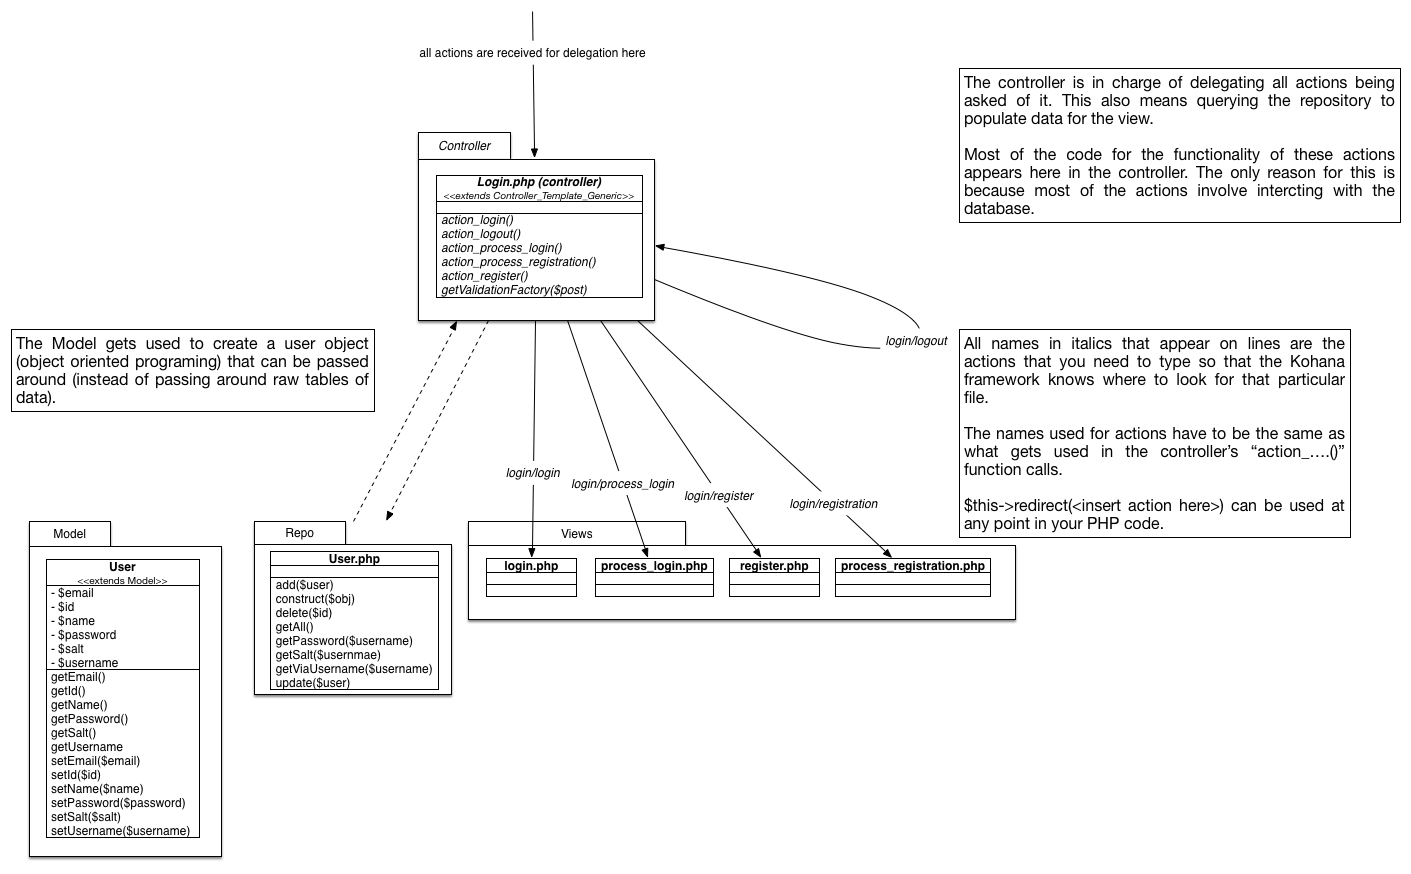 all actions are received for delegation here
The controller is in charge of delegating all actions being
asked of it. This also means querying the repository to
populate data for the view.
Most of the code for the functionality of these actions
appears here in the controller. The only reason for this is
because most of the actions involve intercting with the
database.
Controller
Login.php (controller)
<<extends Controller_Template_Generic>>
action_login()
action_logout()
action_process_login()
action_process_registration()
action_register()
getValidationFactory($post)
login/logout
The Model gets used to create a user object
(object oriented programing) that can be passed
around (instead of passing around raw tables of
data).
All names in italics that appear on lines are the
actions that you need to type so that the Kohana
framework knows where to look for that particular
file.
The names used for actions have to be the same as
what gets used in the controller's “action_….()”
function calls.
$this->redirect(<insert action here>) can be used at
any point in your PHP code.
login/login
login/process_login
login/register
login/registration
Model
User
<<extends Model>>
- $email
- $id
- $name
- $password
- $salt
- $username
getEmail()
getId()
getName()
getPassword()
getSalt()
getUsername
setEmail($email)
setId($id)
setName($name)
setPassword($password)
setSalt($salt)
setUsername($username)
Repo
User.php
add($user)
construct($obj)
delete($id)
getAll()
getPassword($username)
getSalt($usernmae)
getViaUsername($username)
update($user)
Views
login.php
process_login.php
register.php
process_registration.php